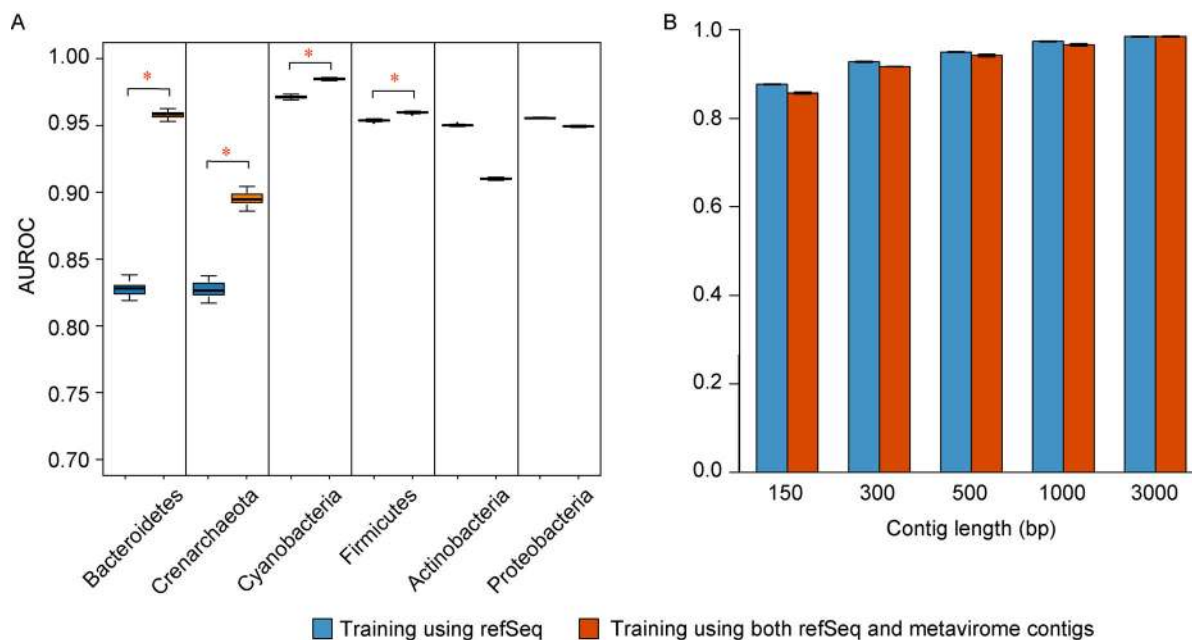 A
AUROC
1.00
0.95
0.90
0.85
0.80
0.75
0.70
*
*
*
*
Bacteroidetes
Crenarchaeota
Cyanobacteria
Firmicutes
Actinobacteria
Proteobacteria
B
1.0
0.8
0.6
0.4
0.2
0.0
150 300 500 1000 3000
Contig length (bp)
Training using refSeq
Training using both refSeq and metavirome contigs